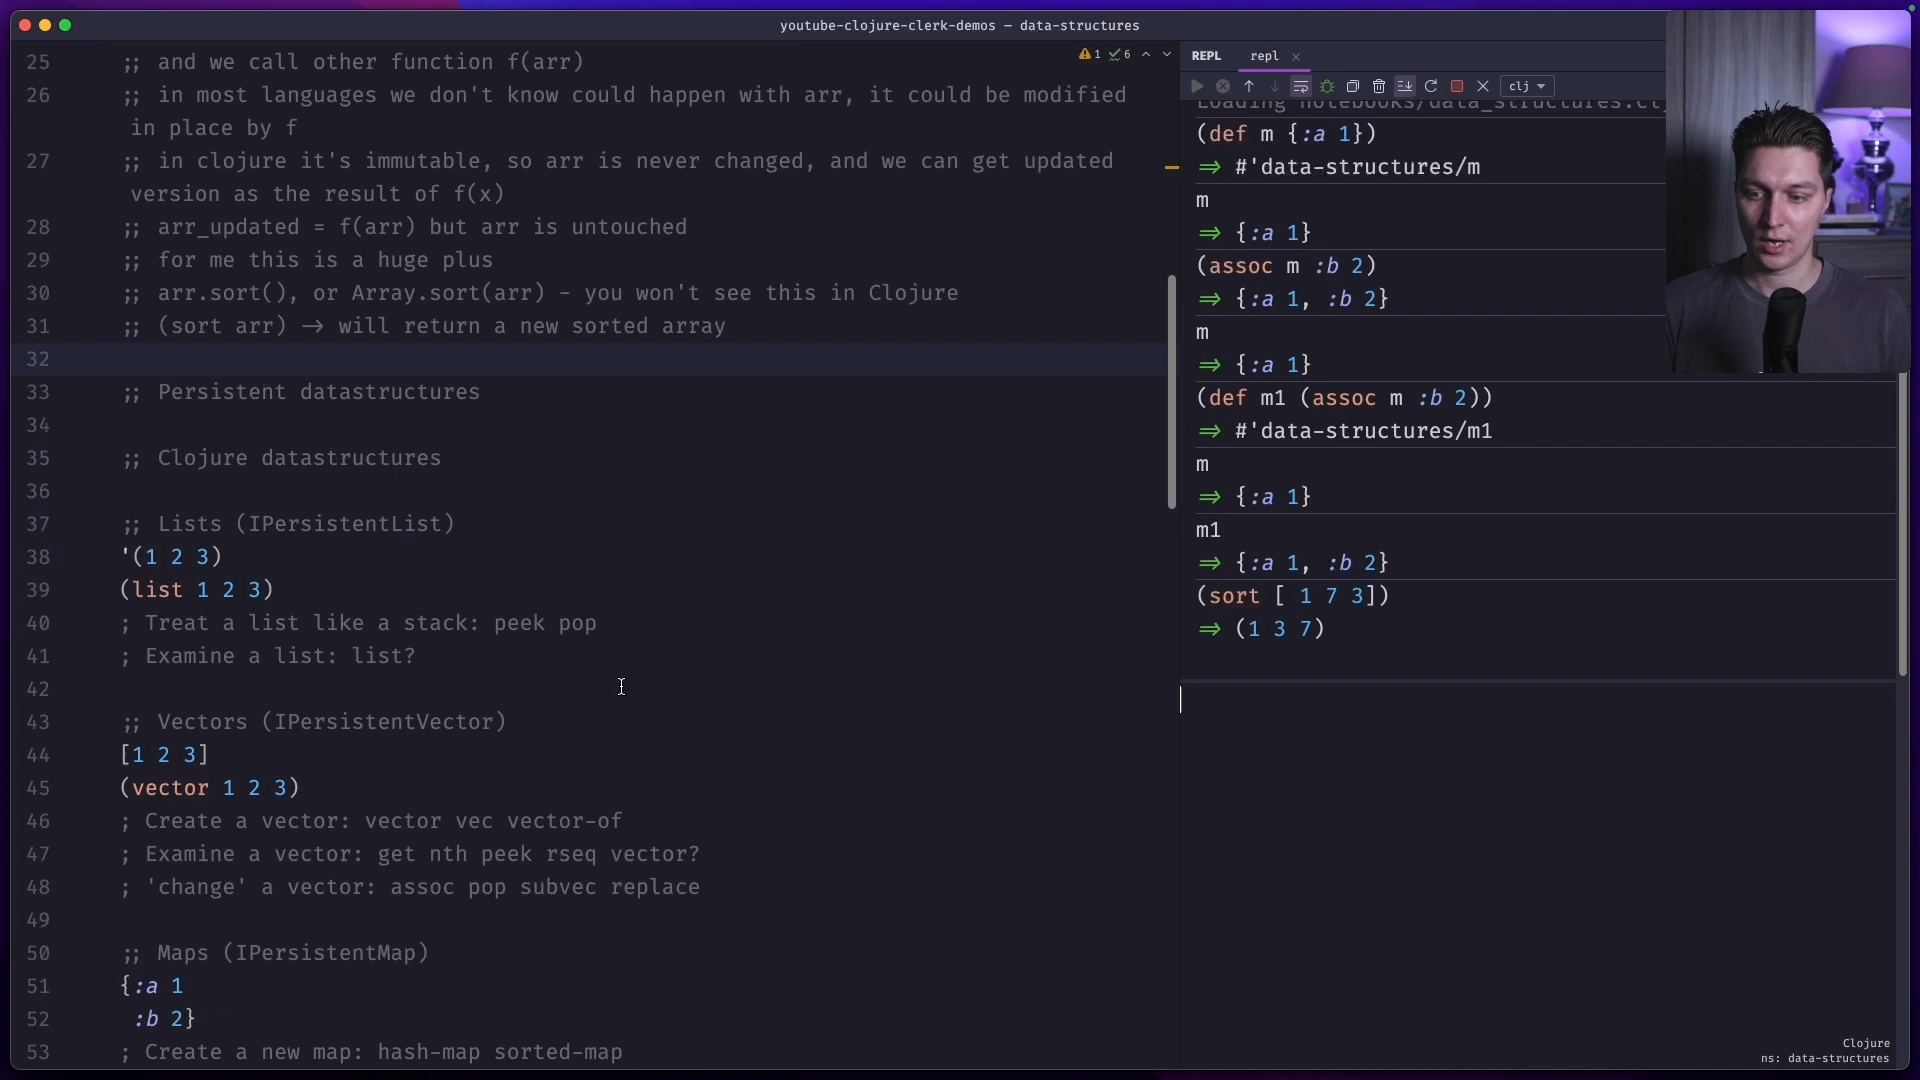 youtube-clojure-clerk-demos – data-structures
25 ;; and we call other function f(arr)
26 ;; in most languages we don't know could happen with arr, it could be modified
in place by f
27 ;; in clojure it's immutable, so arr is never changed, and we can get updated
version as the result of f(x)
28 ;; arr_updated = f(arr) but arr is untouched
29 ;; for me this is a huge plus
30 ;; arr.sort(), or Array.sort(arr) - you won't see this in Clojure
31 ;; (sort arr) -> will return a new sorted array
32
33 ;; Persistent datastructures
34
35 ;; Clojure datastructures
36
37 ;; Lists (IPersistentList)
38 '(1 2 3)
39 (list 1 2 3)
40 ; Treat a list like a stack: peek pop
41 ; Examine a list: list?
42
43 ;; Vectors (IPersistentVector)
44 [1 2 3]
45 (vector 1 2 3)
46 ; Create a vector: vector vec vector-of
47 ; Examine a vector: get nth peek rseq vector?
48 ; 'change' a vector: assoc pop subvec replace
49
50 ;; Maps (IPersistentMap)
51 {:a 1
52 :b 2}
53 ; Create a new map: hash-map sorted-map
1 6
REPL repl
clj
Loading notebooks/data_structures.cl
(def m {:a 1})
=> #'data-structures/m
m
=> {:a 1}
(assoc m :b 2)
=> {:a 1, :b 2}
m
=> {:a 1}
(def m1 (assoc m :b 2))
=> #'data-structures/m1
m
=> {:a 1}
m1
=> {:a 1, :b 2}
(sort [ 1 7 3])
=> (1 3 7)
Clojure
ns: data-structures